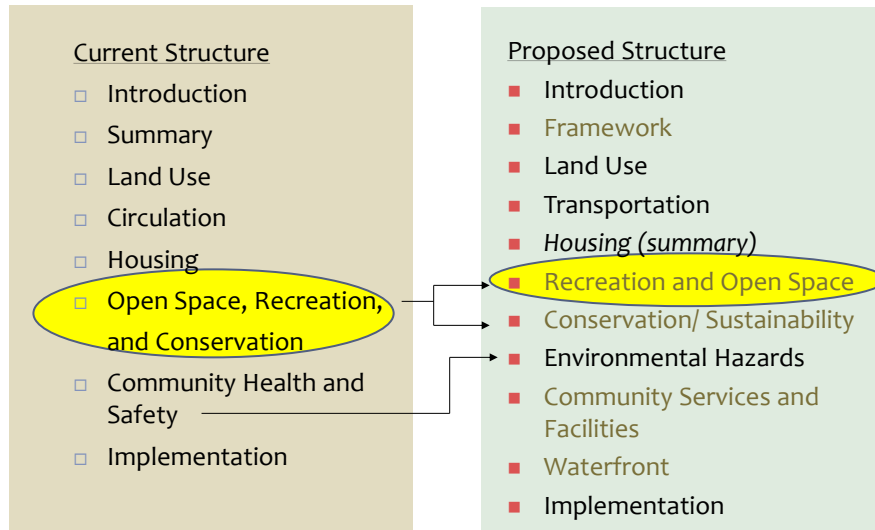 Current Structure
Introduction
Summary
Land Use
Circulation
Housing
Open Space, Recreation,
and Conservation
Community Health and
Safety
Implementation
Proposed Structure
Introduction
Framework
Land Use
Transportation
Housing (summary)
Recreation and Open Space
Conservation/ Sustainability
Environmental Hazards
Community Services and
Facilities
Waterfront
Implementation